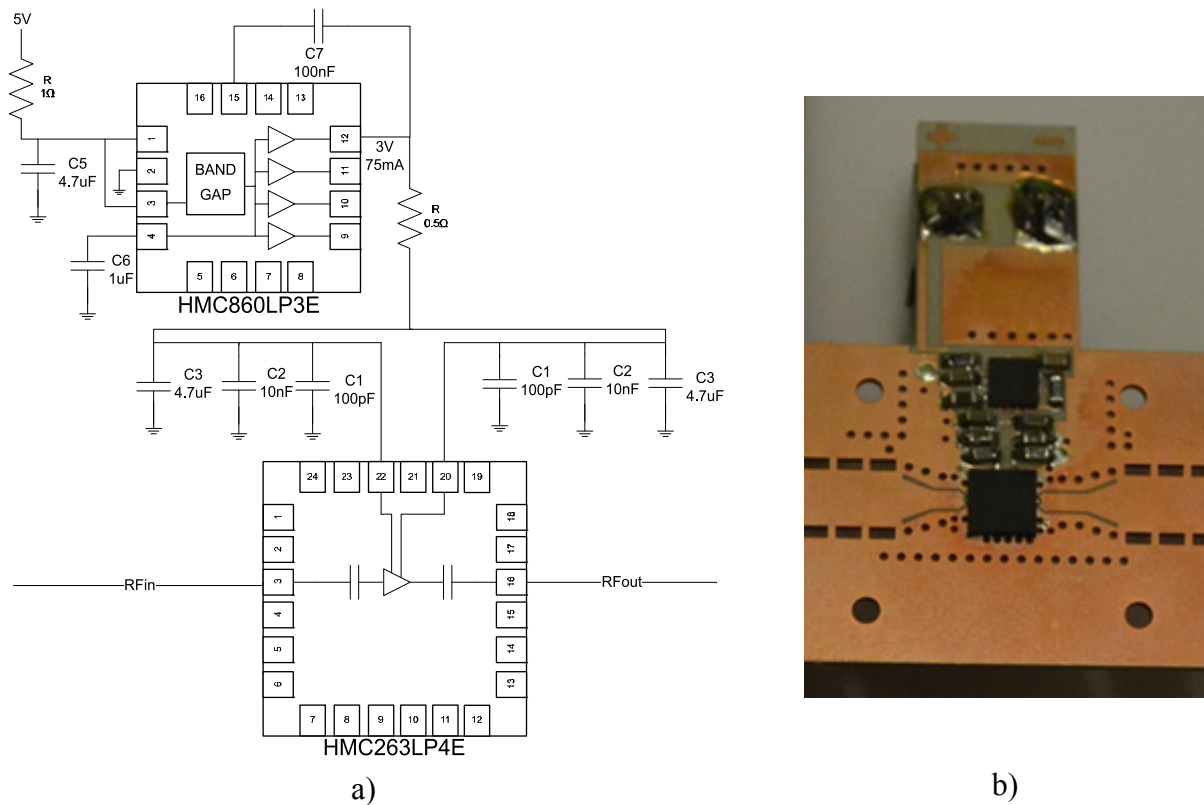 5V
R
1Ω
C5
4.7uF
C6
1uF
C7
100nF
16 15 14 13
1
2
3
4
BAND
GAP
12
11
10
9
5 6 7 8
3V
75mA
R
0.5Ω
HMC860LP3E
C3
4.7uF
C2
10nF
C1
100pF
C1
100pF
C2
10nF
C3
4.7uF
24 23 22 21 20 19
1
2
3
4
5
6
18
17
16
15
14
13
7 8 9 10 11 12
RFin
RFout
HMC263LP4E
+ −
a)
b)